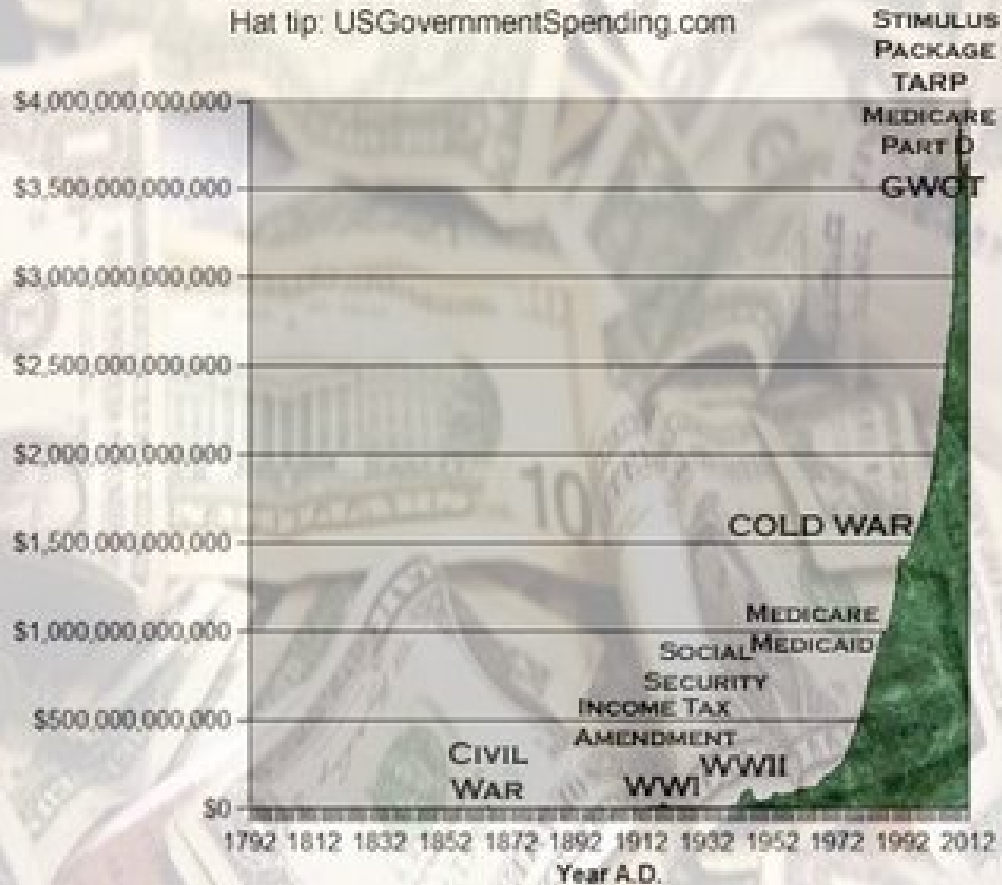 Hat tip: USGovernmentSpending.com
STIMULUS
PACKAGE
TARP
MEDICARE
PART D
GWOT
$4,000,000,000,000
$3,500,000,000,000
$3,000,000,000,000
$2,500,000,000,000
$2,000,000,000,000
$1,500,000,000,000
$1,000,000,000,000
$500,000,000,000
$0
COLD WAR
MEDICARE
MEDICAID
SOCIAL
SECURITY
INCOME TAX
AMENDMENT
WWII
WWI
CIVIL
WAR
1792 1812 1832 1852 1872 1892 1912 1932 1952 1972 1992 2012
Year A.D.
10